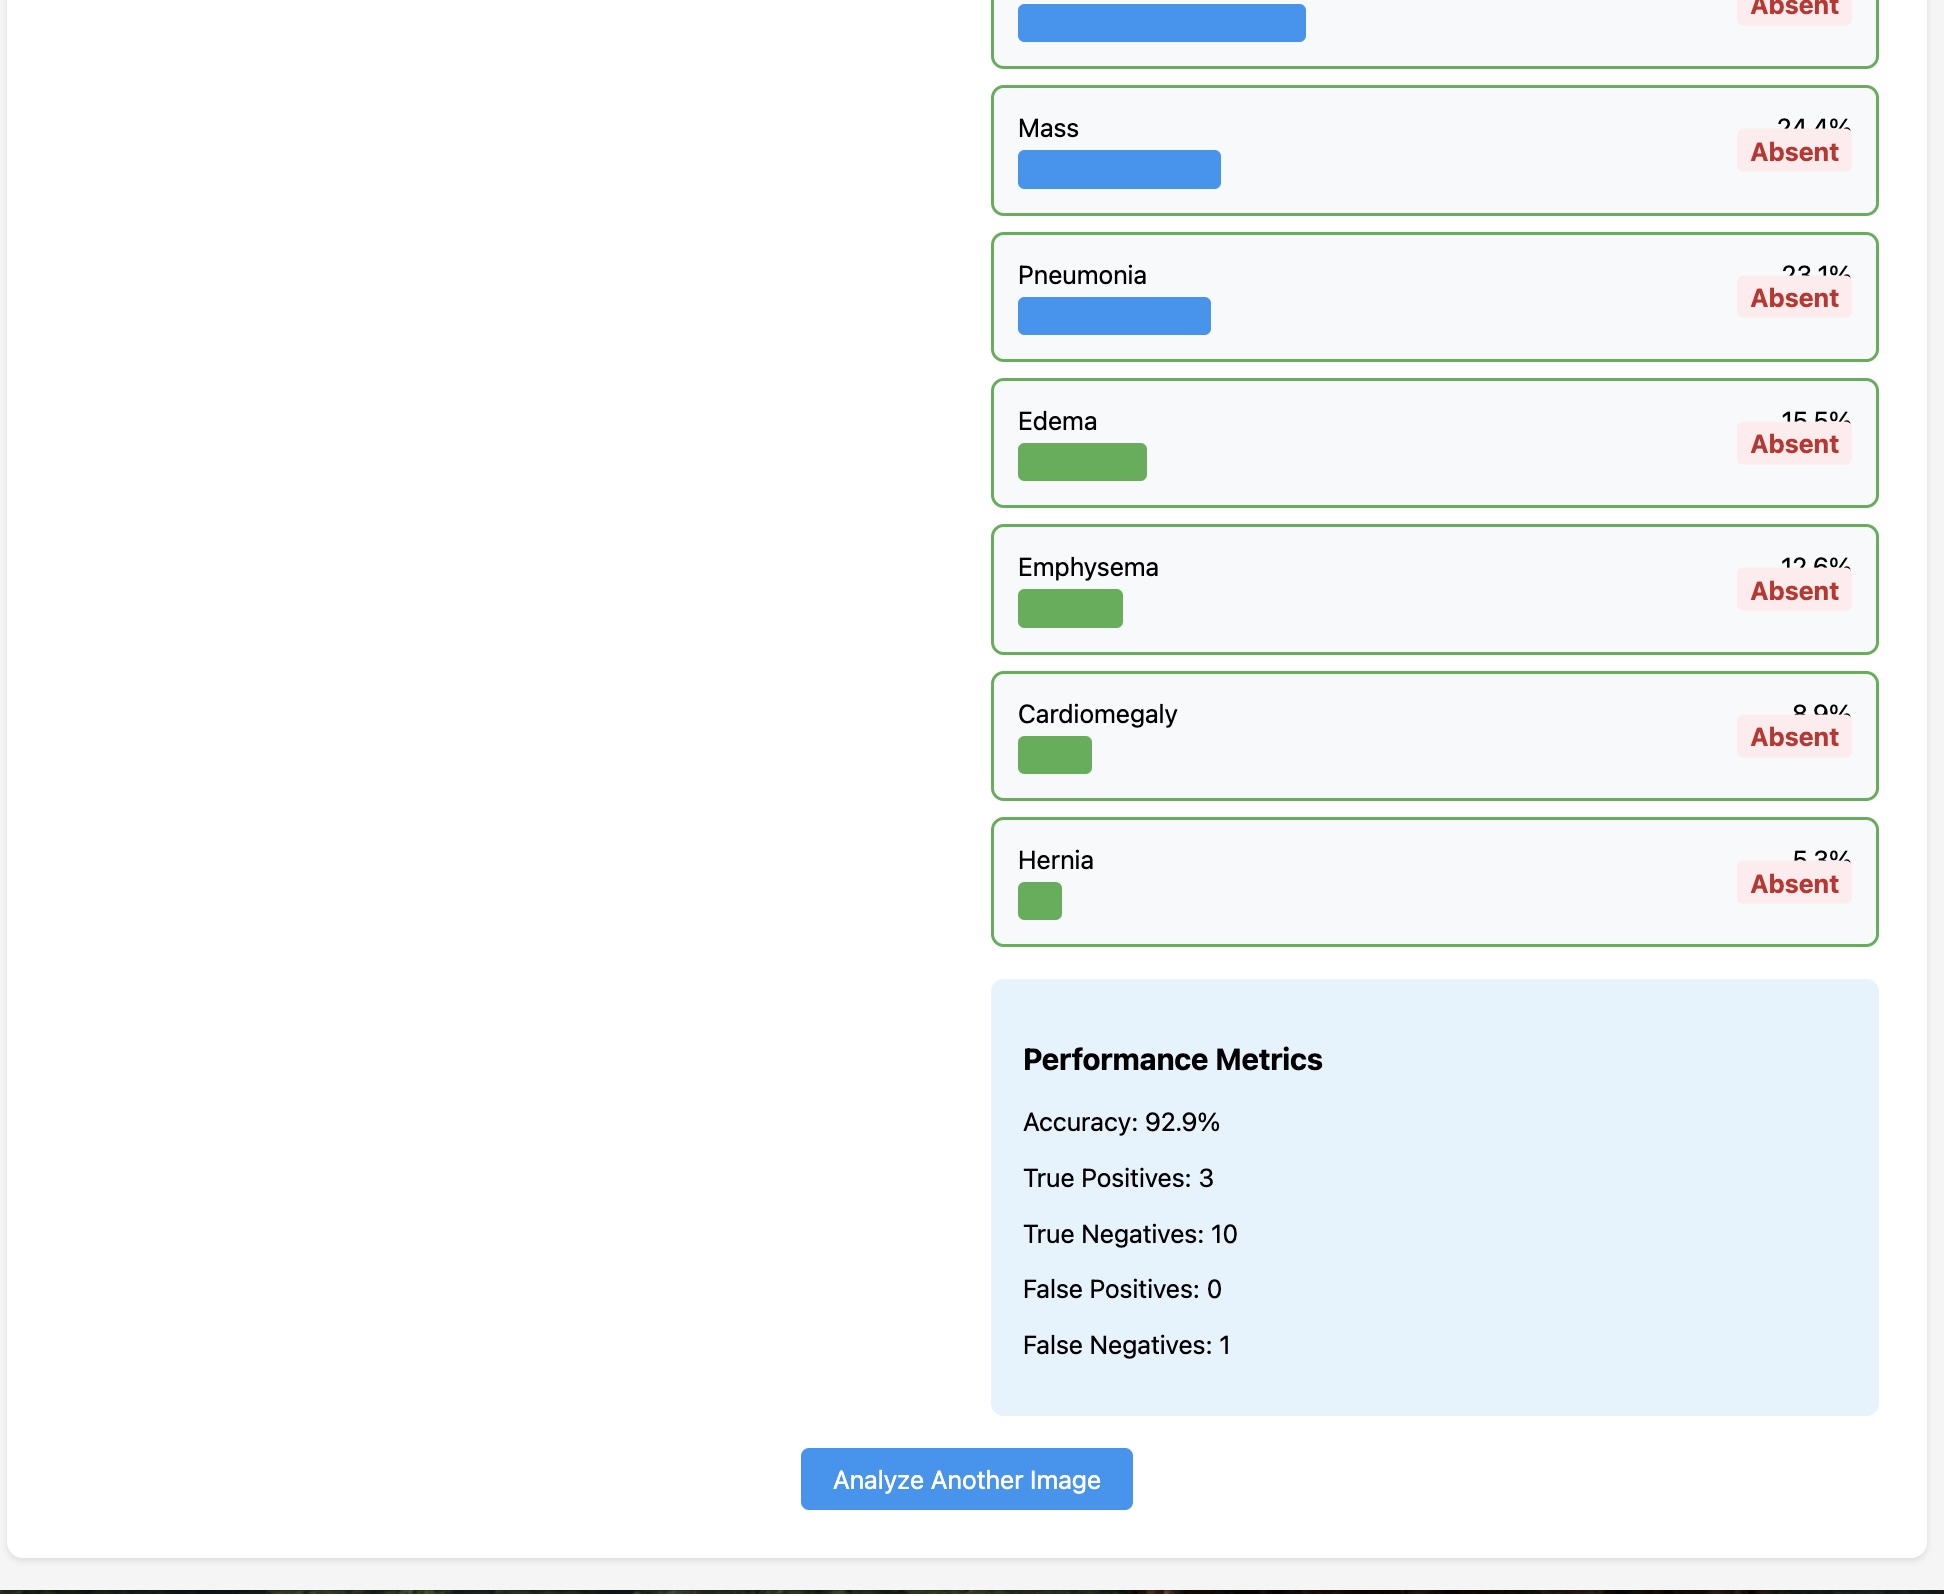 Absent
Mass
24.4%
Absent
Pneumonia
23.1%
Absent
Edema
15.5%
Absent
Emphysema
12.6%
Absent
Cardiomegaly
8.9%
Absent
Hernia
5.3%
Absent
Performance Metrics
Accuracy: 92.9%
True Positives: 3
True Negatives: 10
False Positives: 0
False Negatives: 1
Analyze Another Image